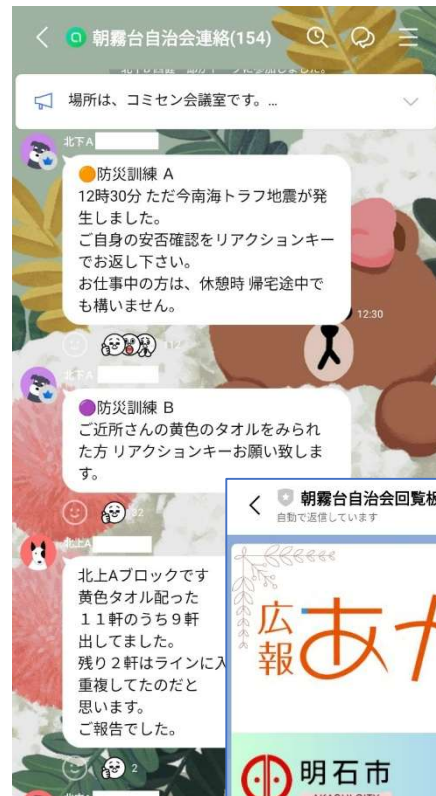 朝霧台自治会連絡(154)
場所は、コミセン会議室です。...
北下A
🟠防災訓練 A
12時30分 ただ今南海トラフ地震が発
生しました。
ご自身の安否確認をリアクションキー
でお返し下さい。
お仕事中の方は、休憩時 帰宅途中で
も構いません。
12:30
北下A
🟣防災訓練 B
ご近所さんの黄色のタオルをみられ
た方 リアクションキーお願い致しま
す。
32
北上A
北上Aブロックです
黄色タオル配った
１１軒のうち９軒
出してました。
残り２軒はラインに入
重複してたのだと
思います。
ご報告でした。
2
朝霧台自治会回覧板
自動で返信しています
広報あか
明石市
AKASHI CITY